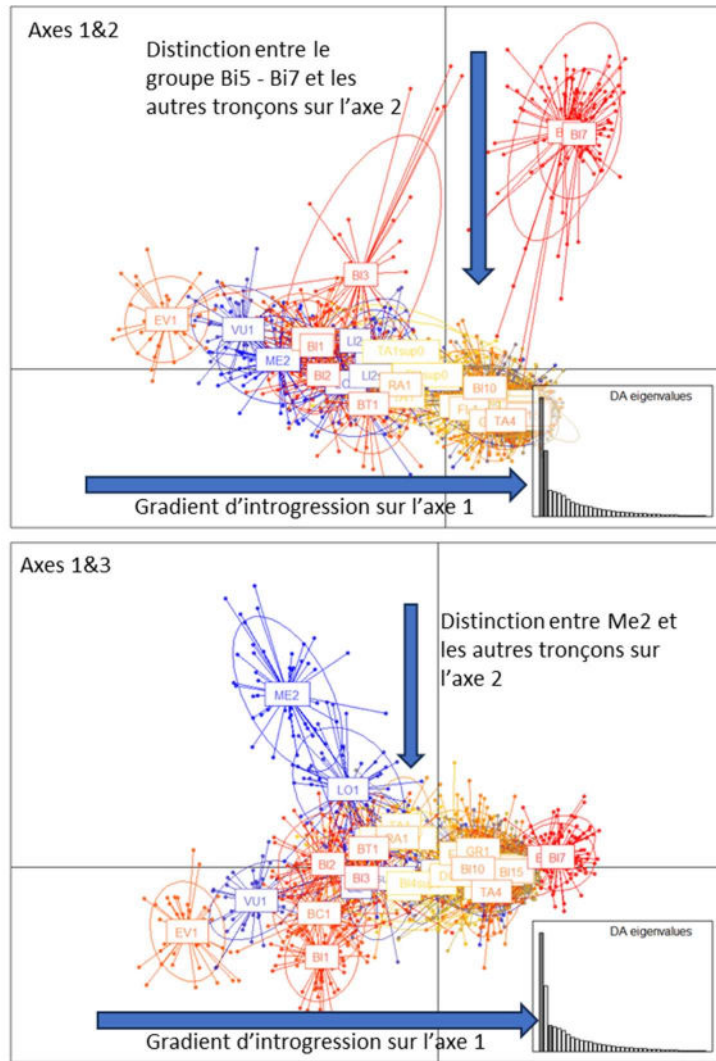 Axes 1&2
Distinction entre le
groupe Bi5 - Bi7 et les
autres tronçons sur l'axe 2
BI7
BI3
EV1
VU1
BI1
LI2
ME2
TA1sup0
BI2
LI2
RA1
BT1
BI10
TA4
DA eigenvalues
Gradient d'introgression sur l'axe 1
Axes 1&3
Distinction entre Me2 et
les autres tronçons sur
l'axe 2
ME2
LO1
BT1
RA1
GR1
BI2
BI3
BI10
BI15
BI7
TA4
VU1
BC1
EV1
BI1
DA eigenvalues
Gradient d'introgression sur l'axe 1